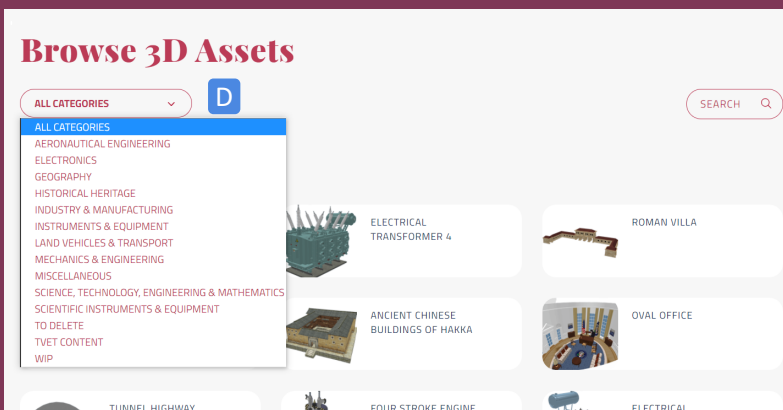 Browse 3D Assets
ALL CATEGORIES
D
SEARCH
ALL CATEGORIES
AERONAUTICAL ENGINEERING
ELECTRONICS
GEOGRAPHY
HISTORICAL HERITAGE
INDUSTRY & MANUFACTURING
INSTRUMENTS & EQUIPMENT
LAND VEHICLES & TRANSPORT
MECHANICS & ENGINEERING
MISCELLANEOUS
SCIENCE, TECHNOLOGY, ENGINEERING & MATHEMATICS
SCIENTIFIC INSTRUMENTS & EQUIPMENT
TO DELETE
TVET CONTENT
WIP
ELECTRICAL
TRANSFORMER 4
ROMAN VILLA
ANCIENT CHINESE
BUILDINGS OF HAKKA
OVAL OFFICE
TUNNEL HIGHWAY
FOUR STROKE ENGINE
ELECTRICAL